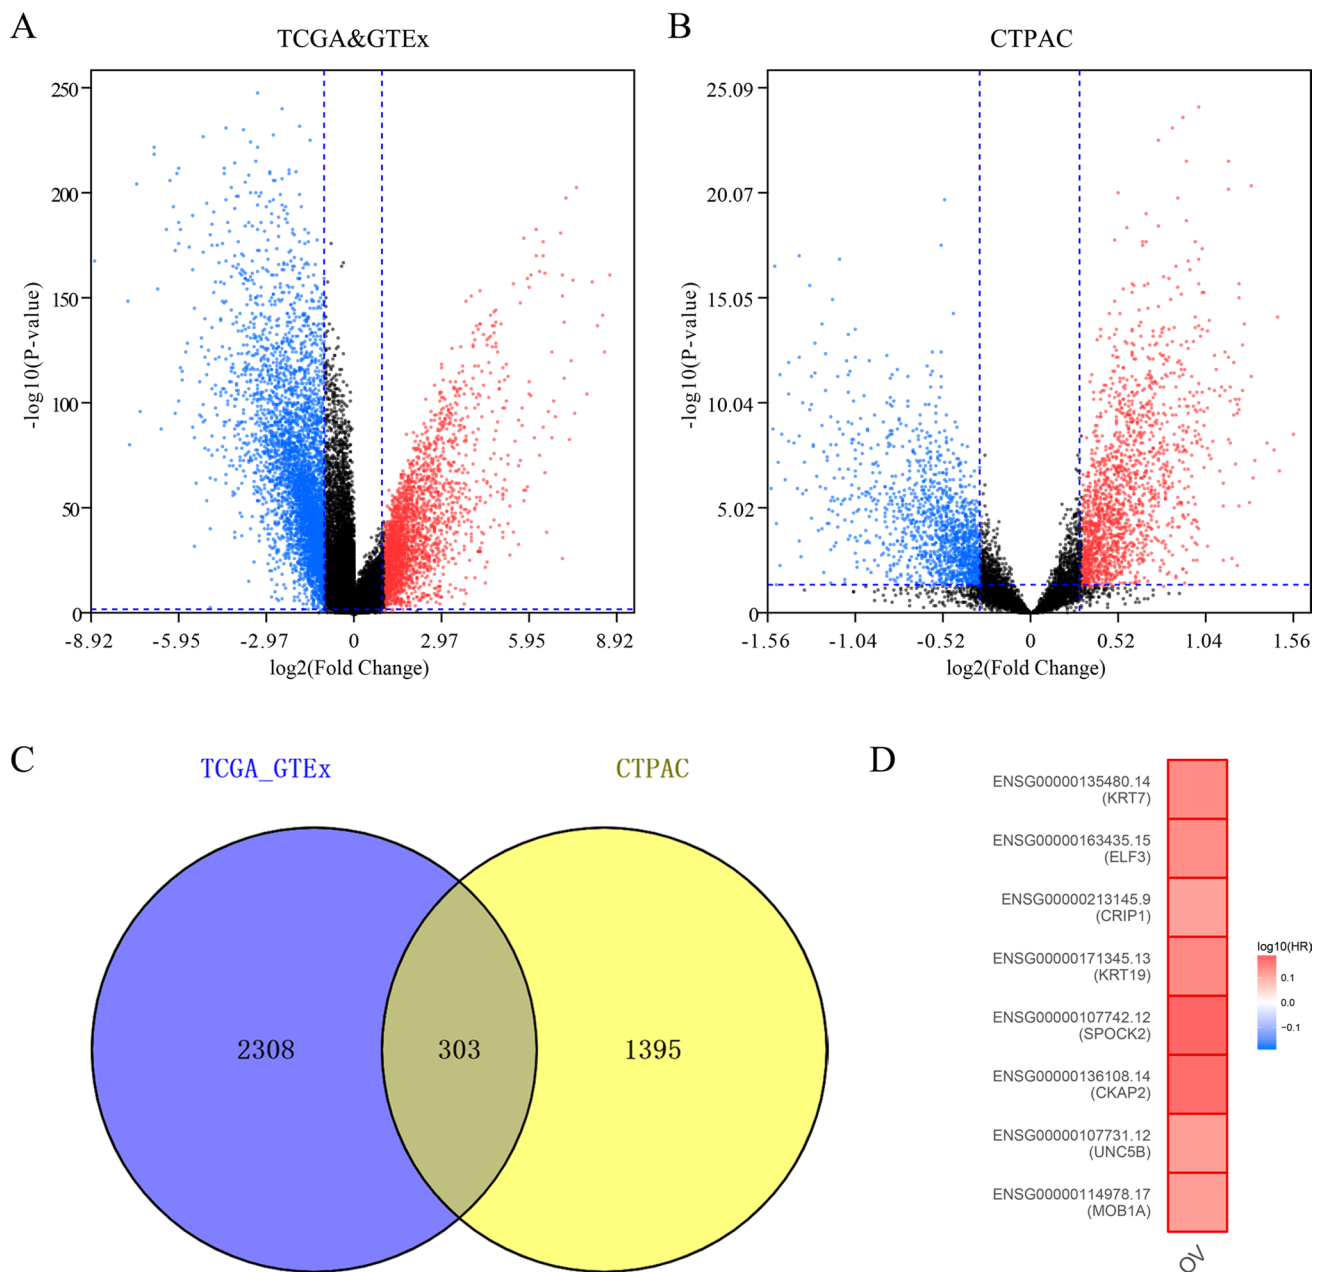 A
TCGA&GTEx
-log10(P-value)
250
200
150
100
50
0
-8.92
-5.95
-2.97
0
2.97
5.95
8.92
log2(Fold Change)
B
CTPAC
-log10(P-value)
25.09
20.07
15.05
10.04
5.02
0
-1.56
-1.04
-0.52
0
0.52
1.04
1.56
log2(Fold Change)
C
TCGA_GTEx
CTPAC
2308
303
1395
D
ENSG00000135480.14
(KRT7)
ENSG00000163435.15
(ELF3)
ENSG00000213145.9
(CRIP1)
ENSG00000171345.13
(KRT19)
ENSG00000107742.12
(SPOCK2)
ENSG00000136108.14
(CKAP2)
ENSG00000107731.12
(UNC5B)
ENSG00000114978.17
(MOB1A)
OV
log10(HR)
0.1
0.0
−0.1